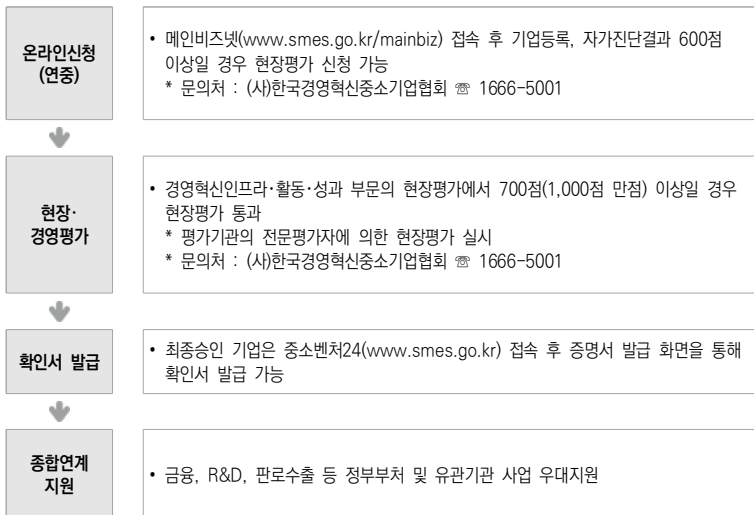 온라인신청
(연중)
• 메인비즈넷(www.smes.go.kr/mainbiz) 접속 후 기업등록, 자가진단결과 600점
이상일 경우 현장평가 신청 가능
* 문의처 : (사)한국경영혁신중소기업협회 ☏ 1666-5001
현장·
경영평가
• 경영혁신인프라·활동·성과 부문의 현장평가에서 700점(1,000점 만점) 이상일 경우
현장평가 통과
* 평가기관의 전문평가자에 의한 현장평가 실시
* 문의처 : (사)한국경영혁신중소기업협회 ☏ 1666-5001
확인서 발급
• 최종승인 기업은 중소벤처24(www.smes.go.kr) 접속 후 증명서 발급 화면을 통해
확인서 발급 가능
종합연계
지원
• 금융, R&D, 판로수출 등 정부부처 및 유관기관 사업 우대지원